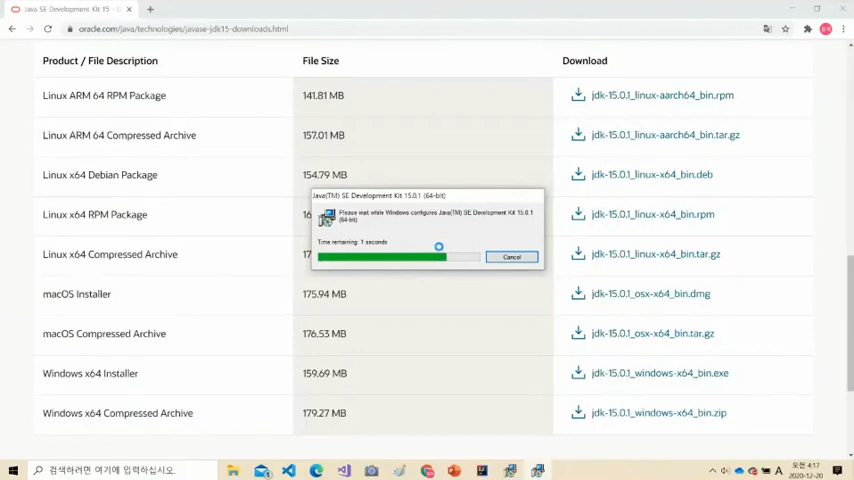 Java SE Development Kit 15 - Do
oracle.com/java/technologies/javase-jdk15-downloads.html
Product / File Description File Size Download
Linux ARM 64 RPM Package 141.81 MB jdk-15.0.1_linux-aarch64_bin.rpm
Linux ARM 64 Compressed Archive 157.01 MB jdk-15.0.1_linux-aarch64_bin.tar.gz
Linux x64 Debian Package 154.79 MB jdk-15.0.1_linux-x64_bin.deb
Java(TM) SE Development Kit 15.0.1 (64-bit)
Please wait while Windows configures Java(TM) SE Development Kit 15.0.1
(64-bit)
Linux x64 RPM Package jdk-15.0.1_linux-x64_bin.rpm
Time remaining: 1 seconds
Linux x64 Compressed Archive jdk-15.0.1_linux-x64_bin.tar.gz
Cancel
macOS Installer 175.94 MB jdk-15.0.1_osx-x64_bin.dmg
macOS Compressed Archive 176.53 MB jdk-15.0.1_osx-x64_bin.tar.gz
Windows x64 Installer 159.69 MB jdk-15.0.1_windows-x64_bin.exe
Windows x64 Compressed Archive 179.27 MB jdk-15.0.1_windows-x64_bin.zip
검색하려면 여기에 입력하십시오.
A
오전 4:17
2020-12-20